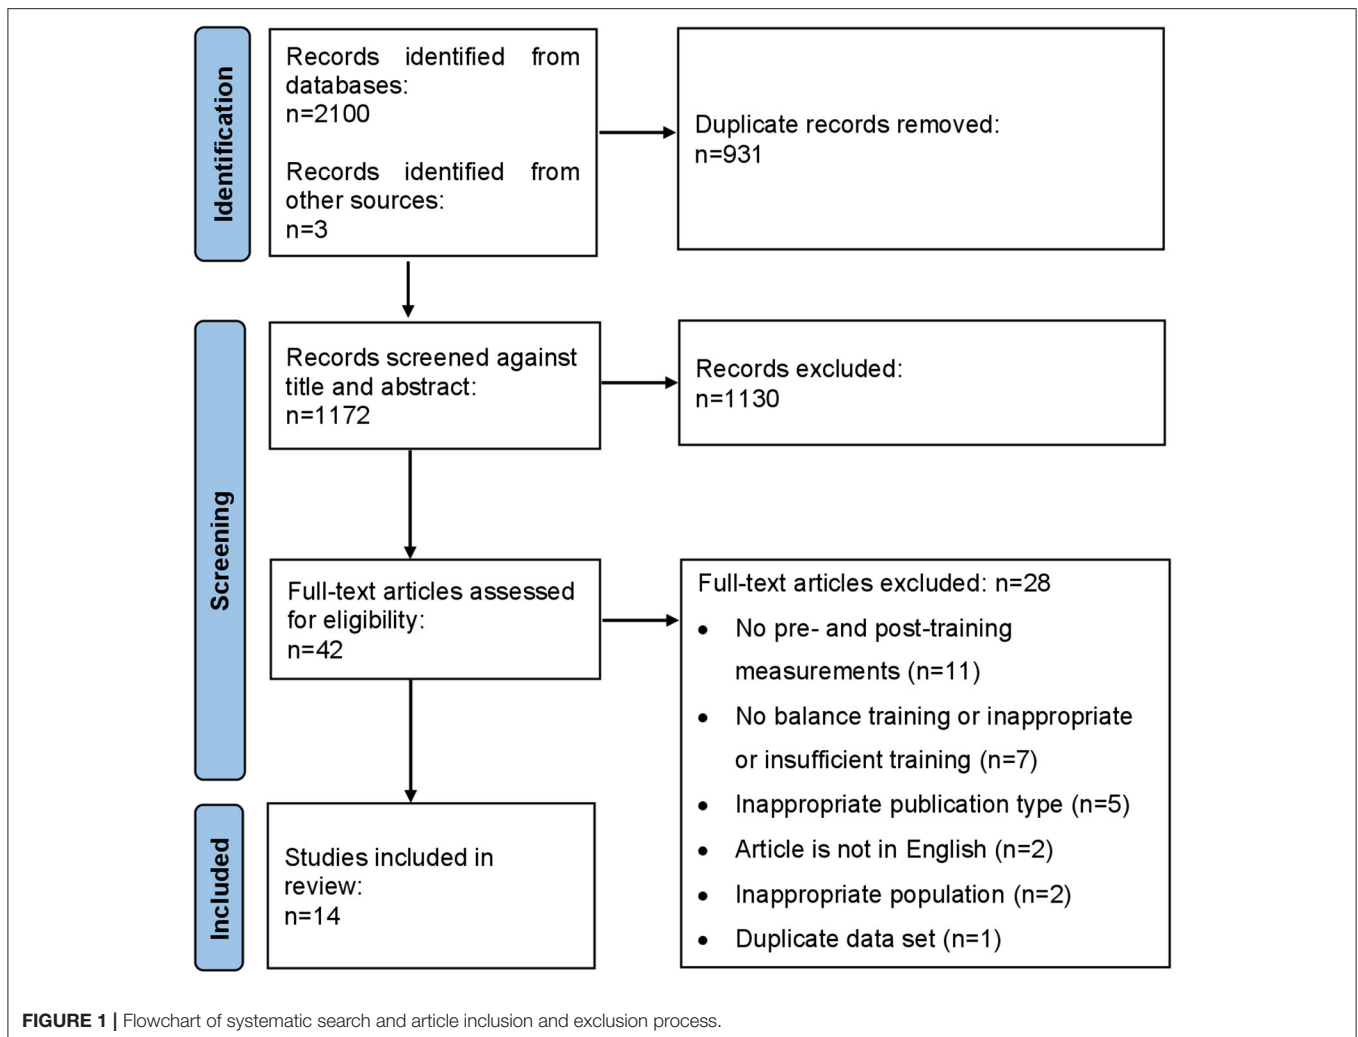 Identification
Records identified from
databases:
n=2100
Records identified from
other sources:
n=3
Duplicate records removed:
n=931
Screening
Records screened against
title and abstract:
n=1172
Records excluded:
n=1130
Full-text articles assessed
for eligibility:
n=42
Full-text articles excluded: n=28
• No pre- and post-training
measurements (n=11)
• No balance training or inappropriate
or insufficient training (n=7)
• Inappropriate publication type (n=5)
• Article is not in English (n=2)
• Inappropriate population (n=2)
• Duplicate data set (n=1)
Included
Studies included in
review:
n=14
FIGURE 1 | Flowchart of systematic search and article inclusion and exclusion process.